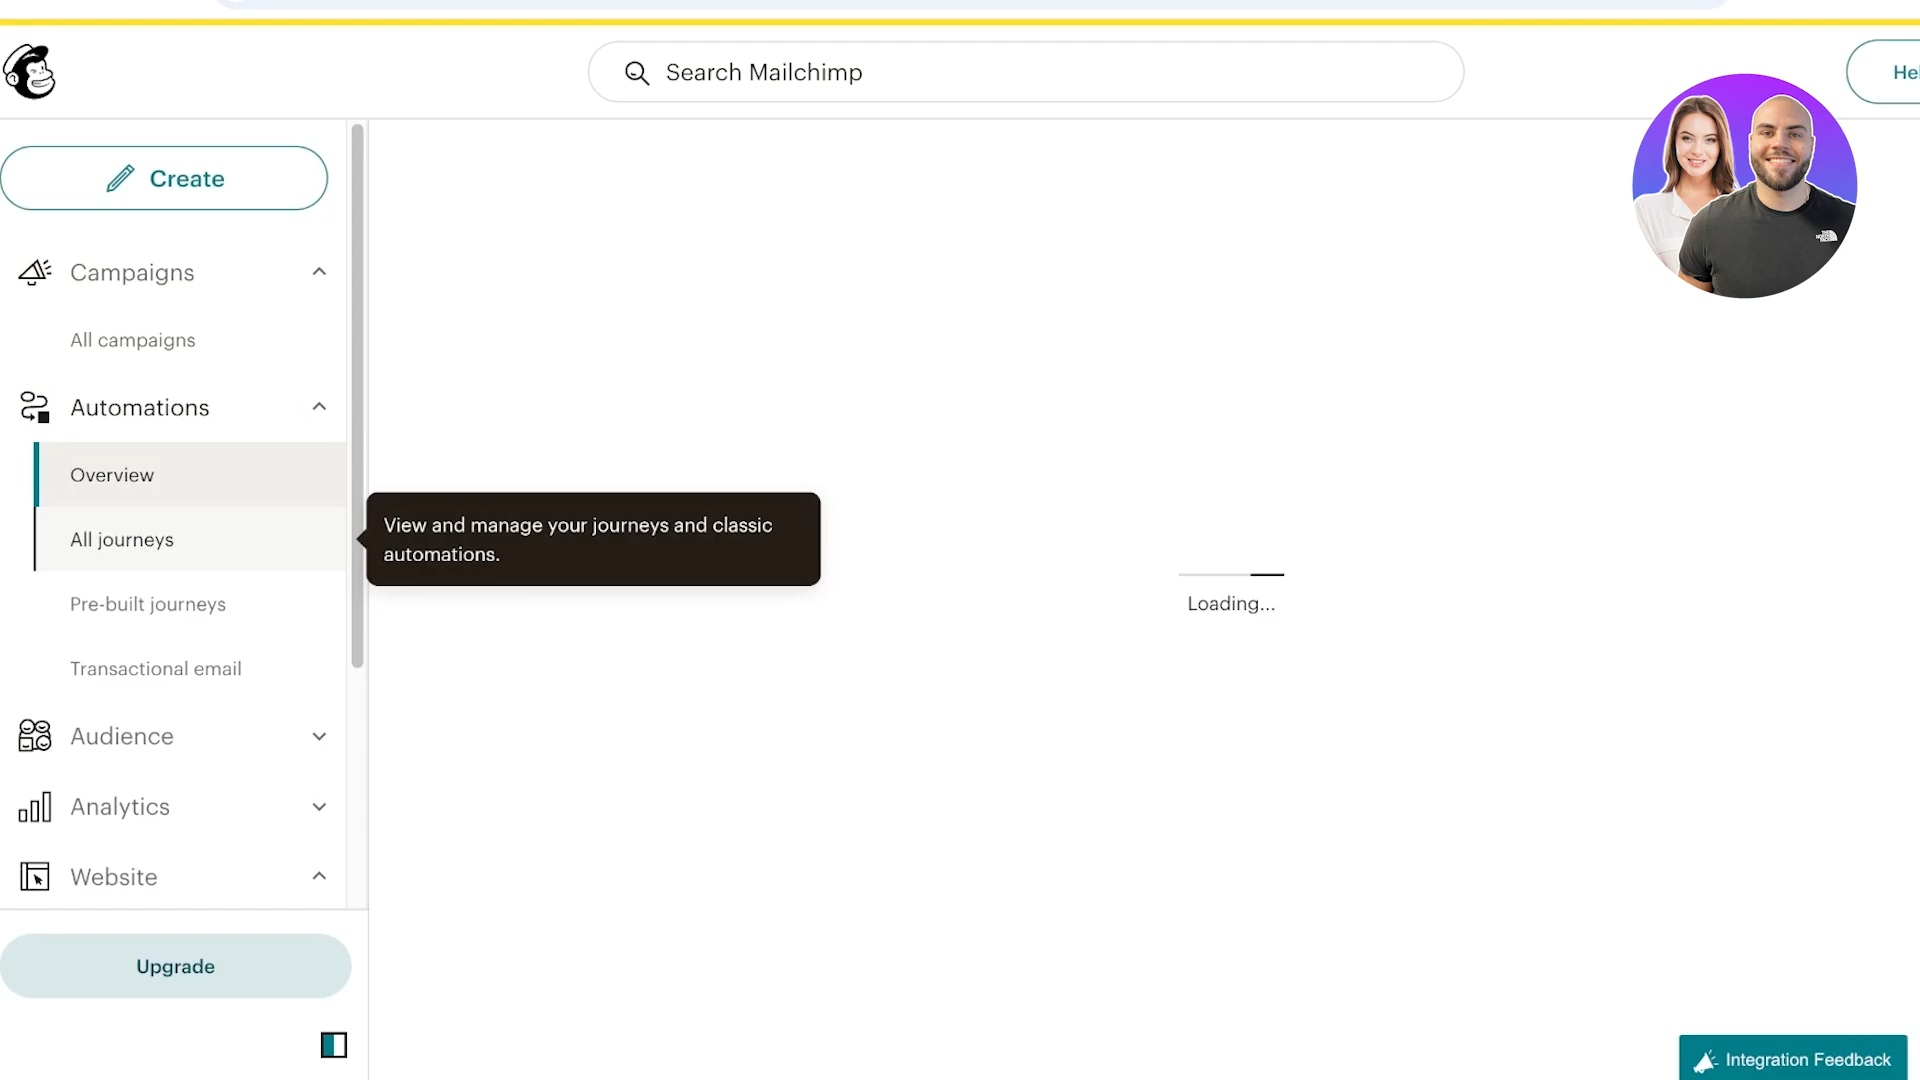 Search Mailchimp
Create
Campaigns
All campaigns
Automations
Overview
All journeys
View and manage your journeys and classic
automations.
Pre-built journeys
Transactional email
Loading...
Audience
Analytics
Website
Upgrade
Integration Feedback